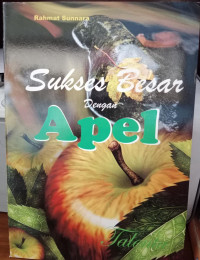 Rahmat Sunnara
Sukses Besar
Dengan
Apel